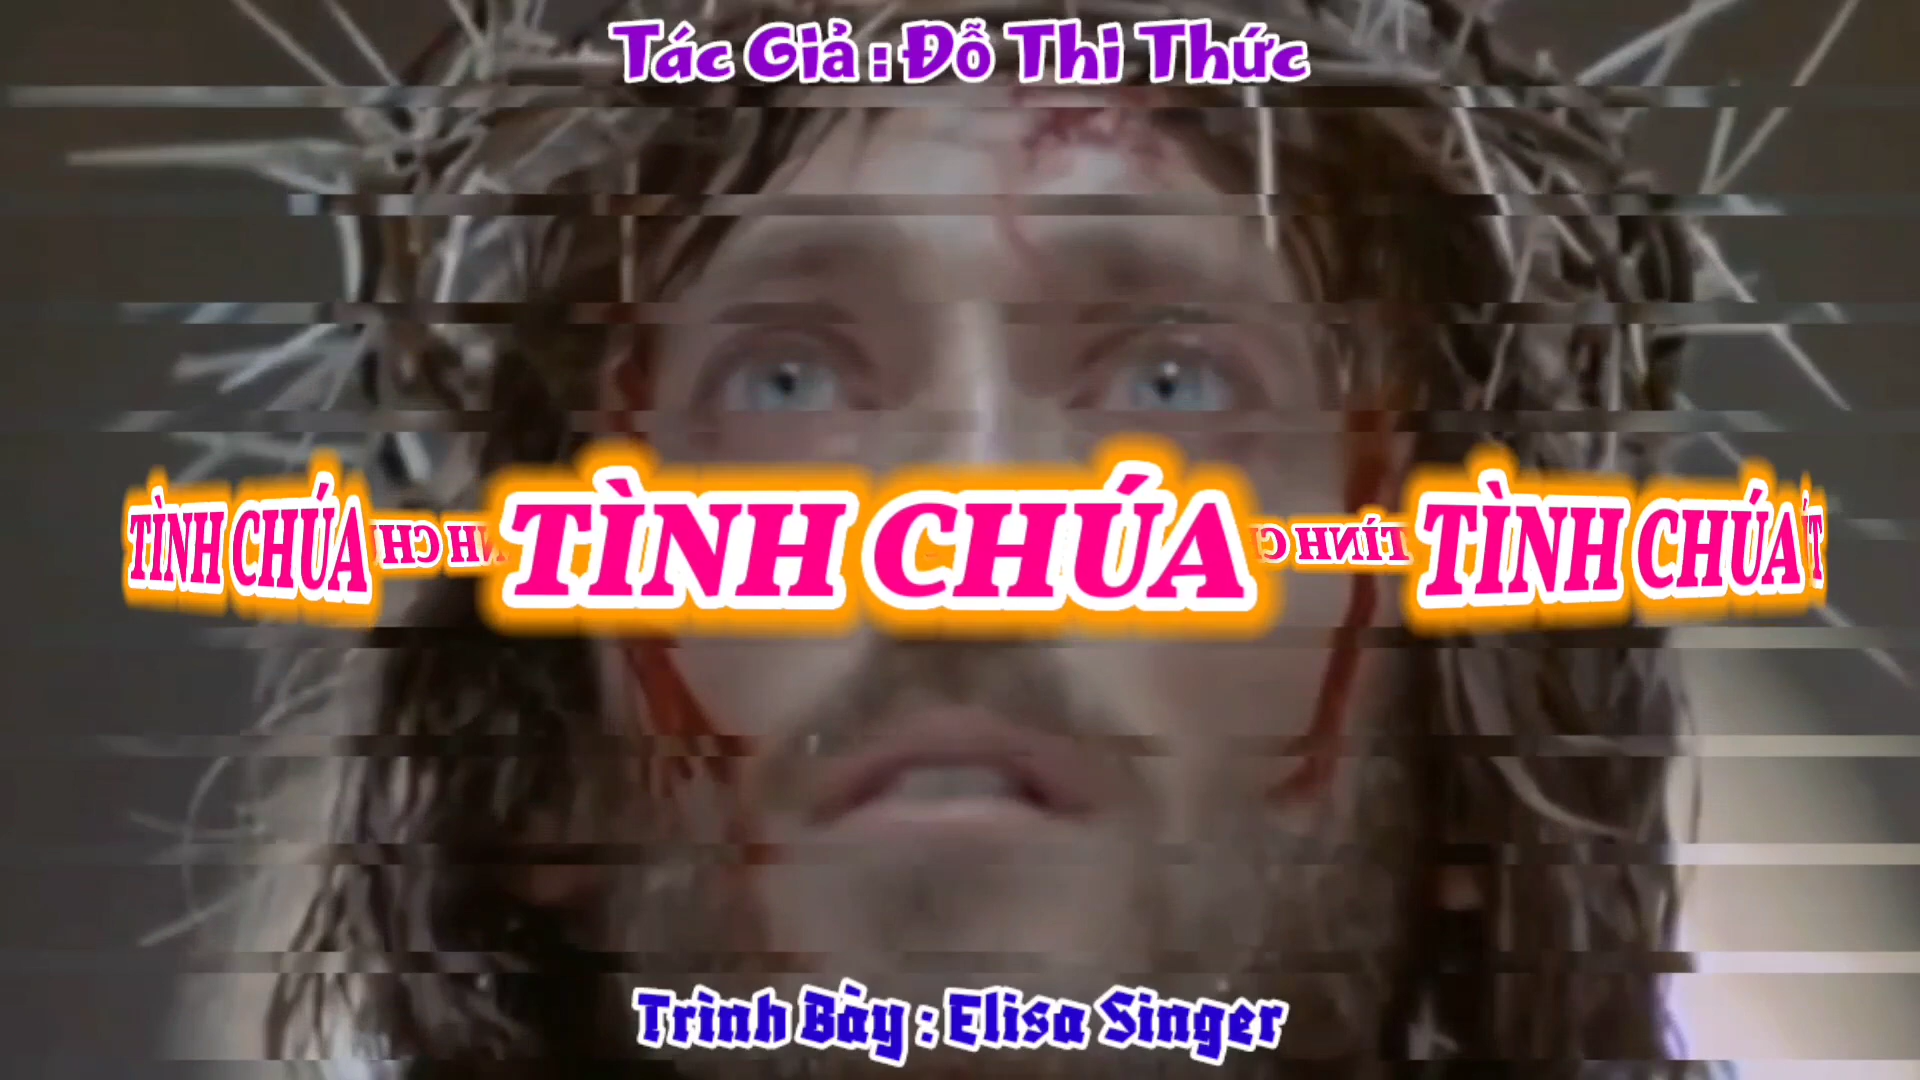 Tác Giả : Đỗ Thi Thức
TÌNH CHÚA TÌNH CHÚA TÌNH CHÚA
Trình Bày : Elisa Singer